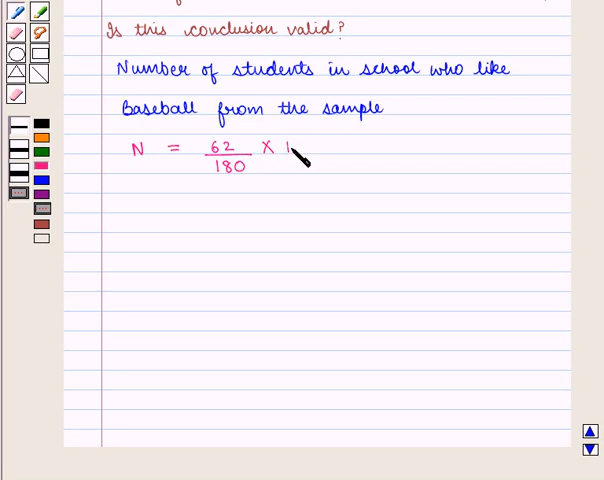 Is this conclusion valid?
Number of students in school who like
Baseball from the sample
N = 62/180 × 1